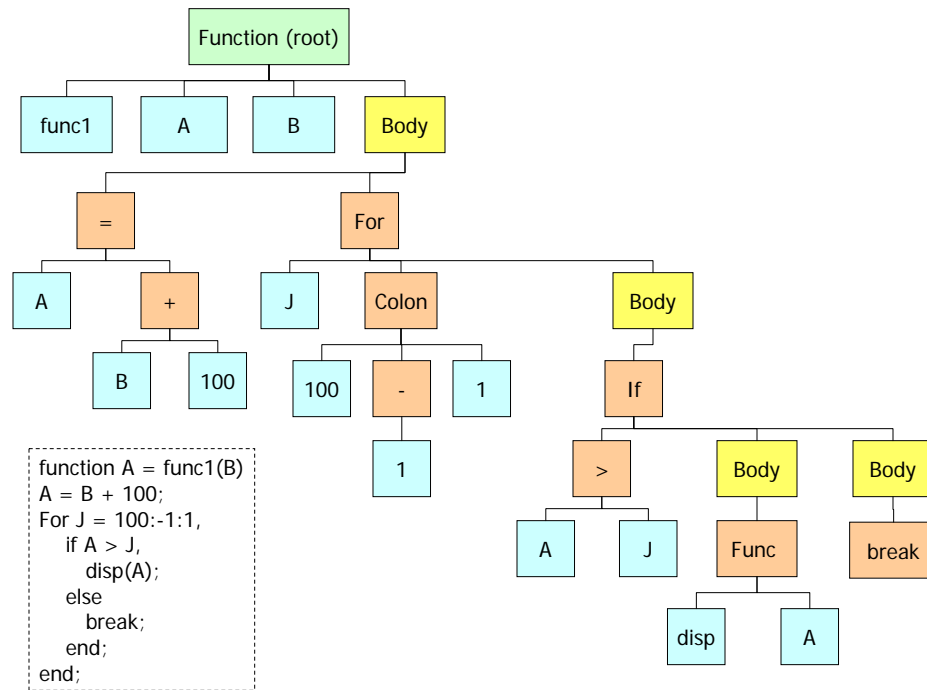 Function (root)
func1 A B Body
= For
A + J Colon Body
B 100 100 - 1 If
1 > Body Body
A J Func break
disp A
function A = func1(B)
A = B + 100;
For J = 100:-1:1,
if A > J,
disp(A);
else
break;
end;
end;